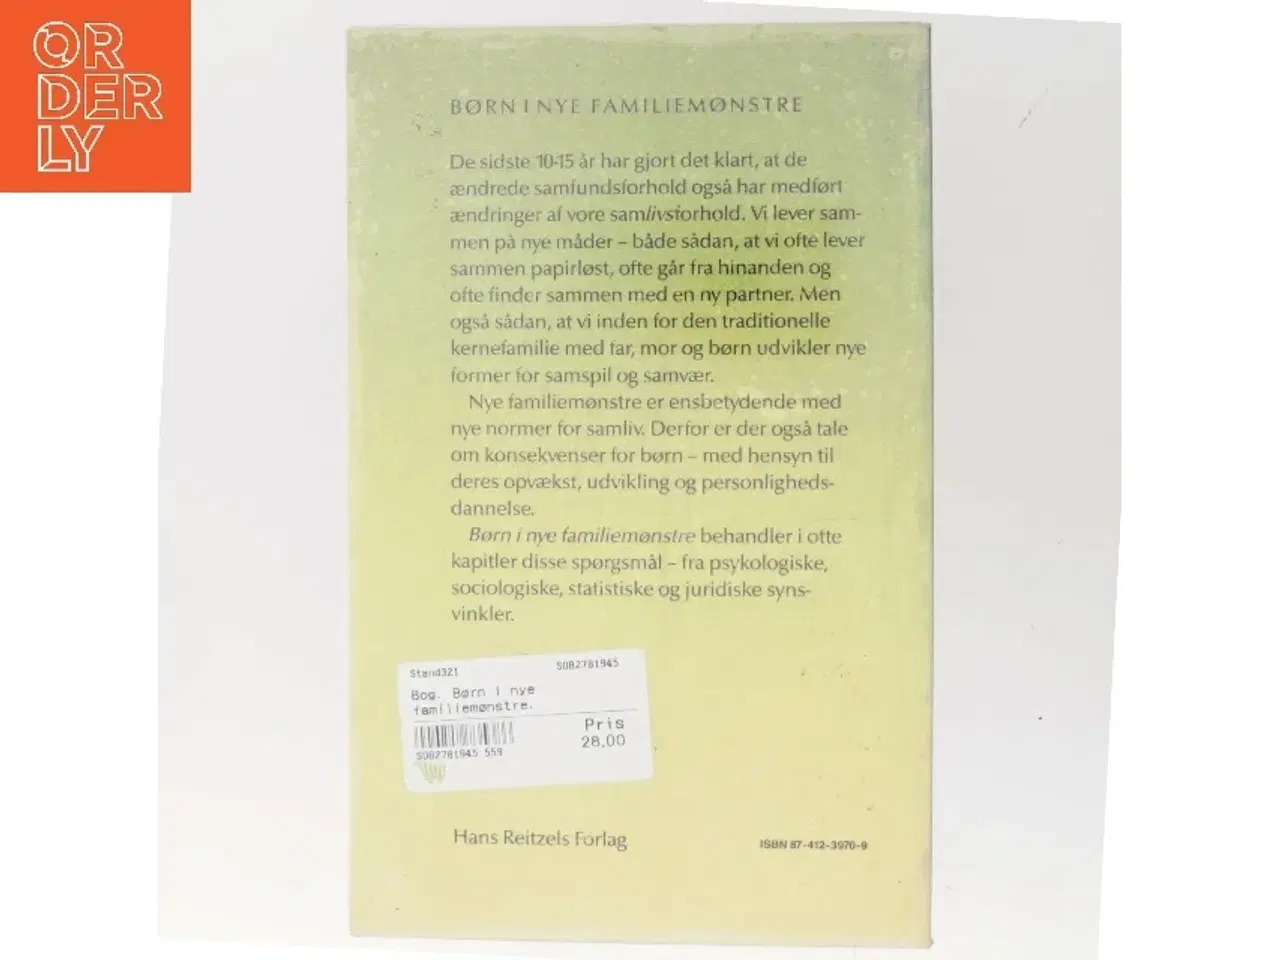 OR
DER
LY
BØRN I NYE FAMILIEMØNSTRE
De sidste 10-15 år har gjort det klart, at de
ændrede samfundsforhold også har medført
ændringer af vore samlivsforhold. Vi lever sam-
men på nye måder – både sådan, at vi ofte lever
sammen papirløst, ofte går fra hinanden og
ofte finder sammen med en ny partner. Men
også sådan, at vi inden for den traditionelle
kernefamilie med far, mor og børn udvikler nye
former for samspil og samvær.
Nye familiemønstre er ensbetydende med
nye normer for samliv. Derfor er der også tale
om konsekvenser for børn – med hensyn til
deres opvækst, udvikling og personligheds-
dannelse.
Børn i nye familiemønstre behandler i otte
kapitler disse spørgsmål – fra psykologiske,
sociologiske, statistiske og juridiske syns-
vinkler.
Stand321 SOB2781945
Bog. Børn i nye
familiemønstre.
Pris
28,00
SOB2781945 559
Hans Reitzels Forlag
ISBN 87-412-3970-9